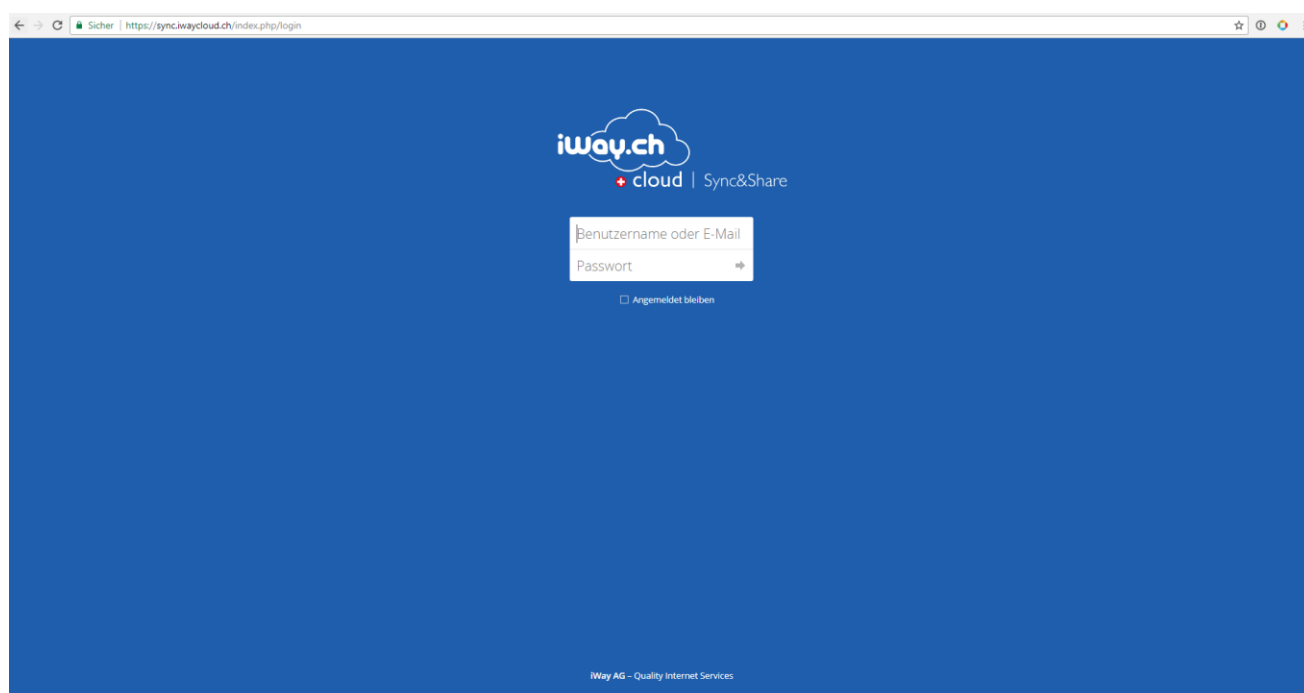 Sicher | https://sync.iwaycloud.ch/index.php/login
iway.ch
cloud | Sync&Share
Benutzername oder E-Mail
Passwort
Angemeldet bleiben
iWay AG – Quality Internet Services